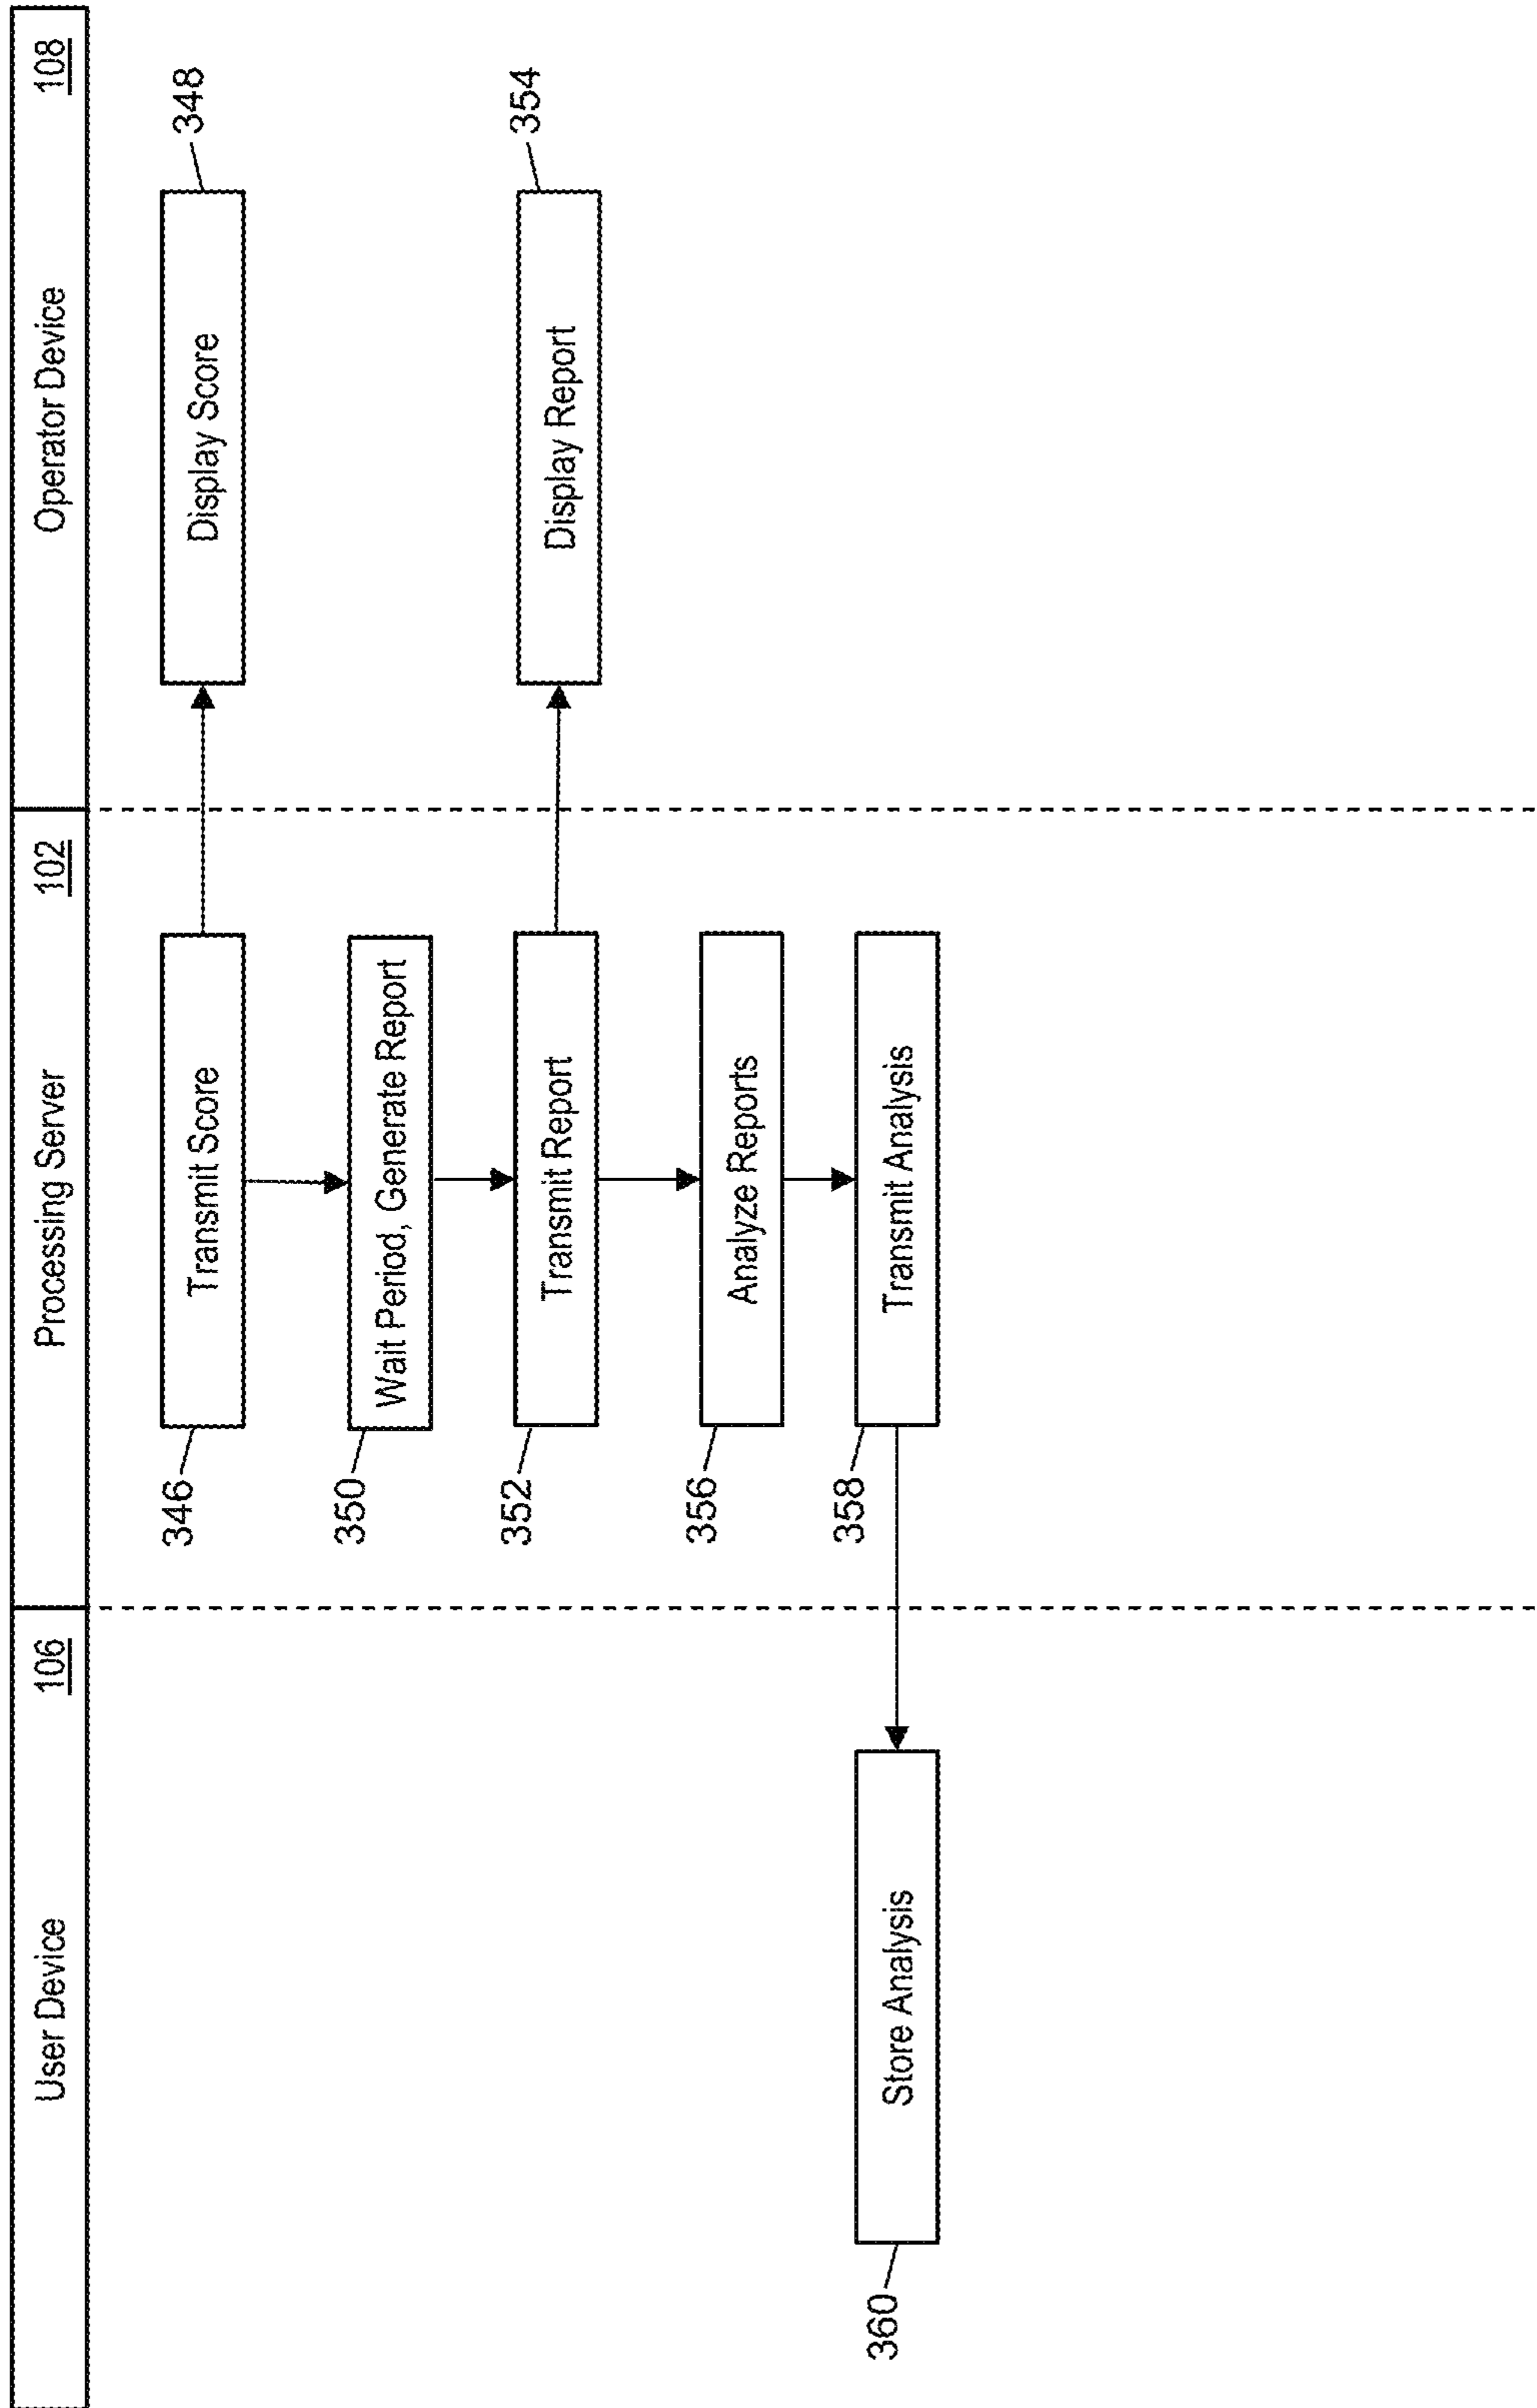 User Device 106
Processing Server 102
Operator Device 108
346
Transmit Score
Display Score
348
350
Wait Period, Generate Report
352
Transmit Report
Display Report
354
356
Analyze Reports
358
Transmit Analysis
360
Store Analysis